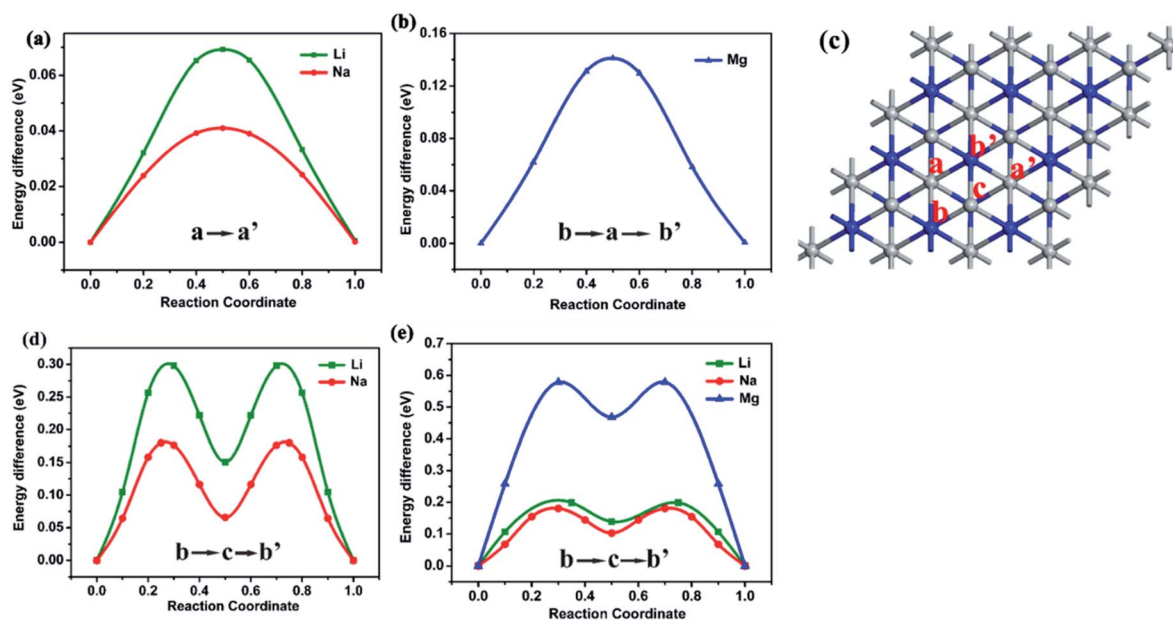 (a)
Energy difference (eV)
0.06
0.04
0.02
0.00
Li
Na
a→a’
0.0 0.2 0.4 0.6 0.8 1.0
Reaction Coordinate
(b)
Energy difference (eV)
0.16
0.12
0.08
0.04
0.00
Mg
b→a→ b’
0.0 0.2 0.4 0.6 0.8 1.0
Reaction Coordinate
(c)
b’
a a’
c
b
(d)
Energy difference (eV)
0.30
0.25
0.20
0.15
0.10
0.05
0.00
Li
Na
b→c→b’
0.0 0.2 0.4 0.6 0.8 1.0
Reaction Coordinate
(e)
Energy difference (eV)
0.7
0.6
0.5
0.4
0.3
0.2
0.1
0.0
Li
Na
Mg
b→c→b’
0.0 0.2 0.4 0.6 0.8 1.0
Reaction Coordinate